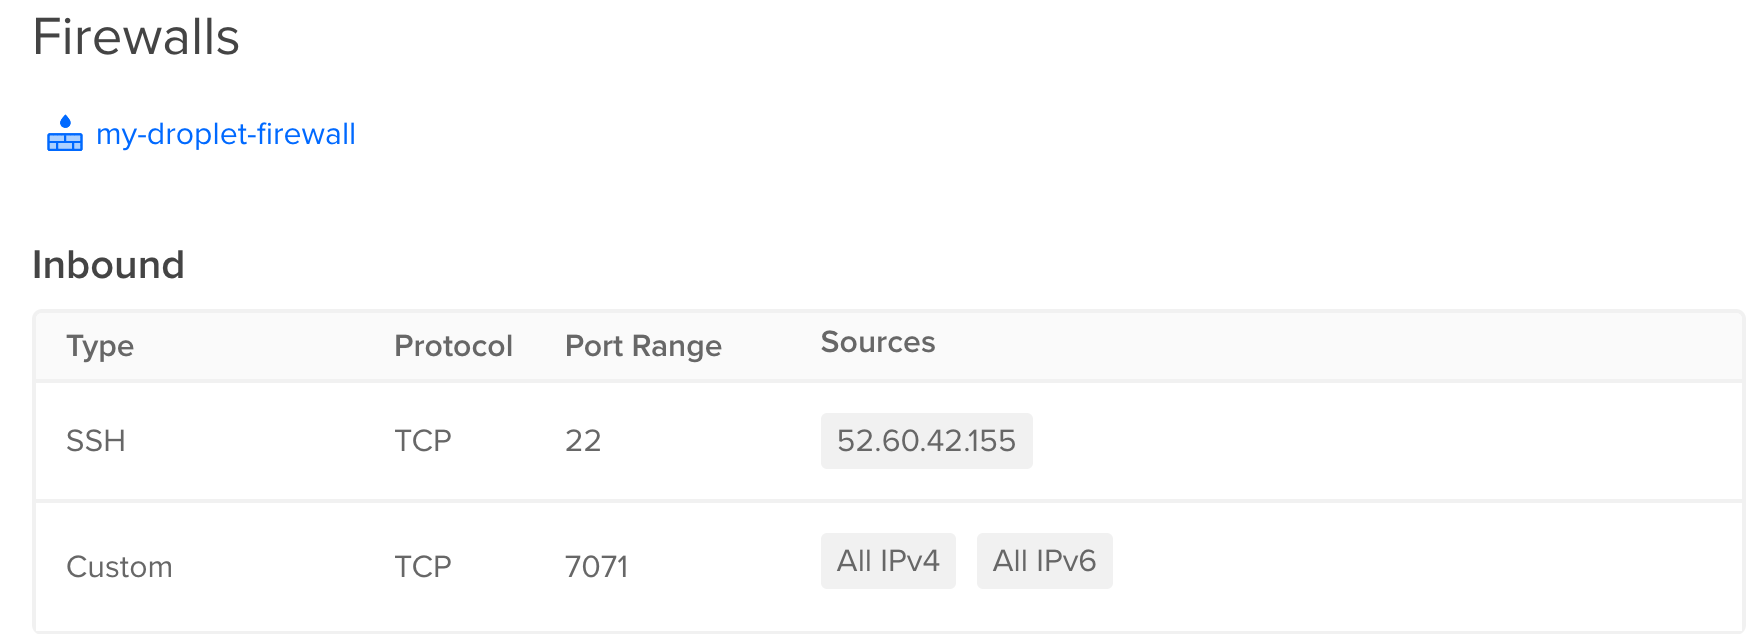 Firewalls
my-droplet-firewall
Inbound
Type Protocol Port Range Sources
SSH TCP 22 52.60.42.155
Custom TCP 7071 All IPv4 All IPv6